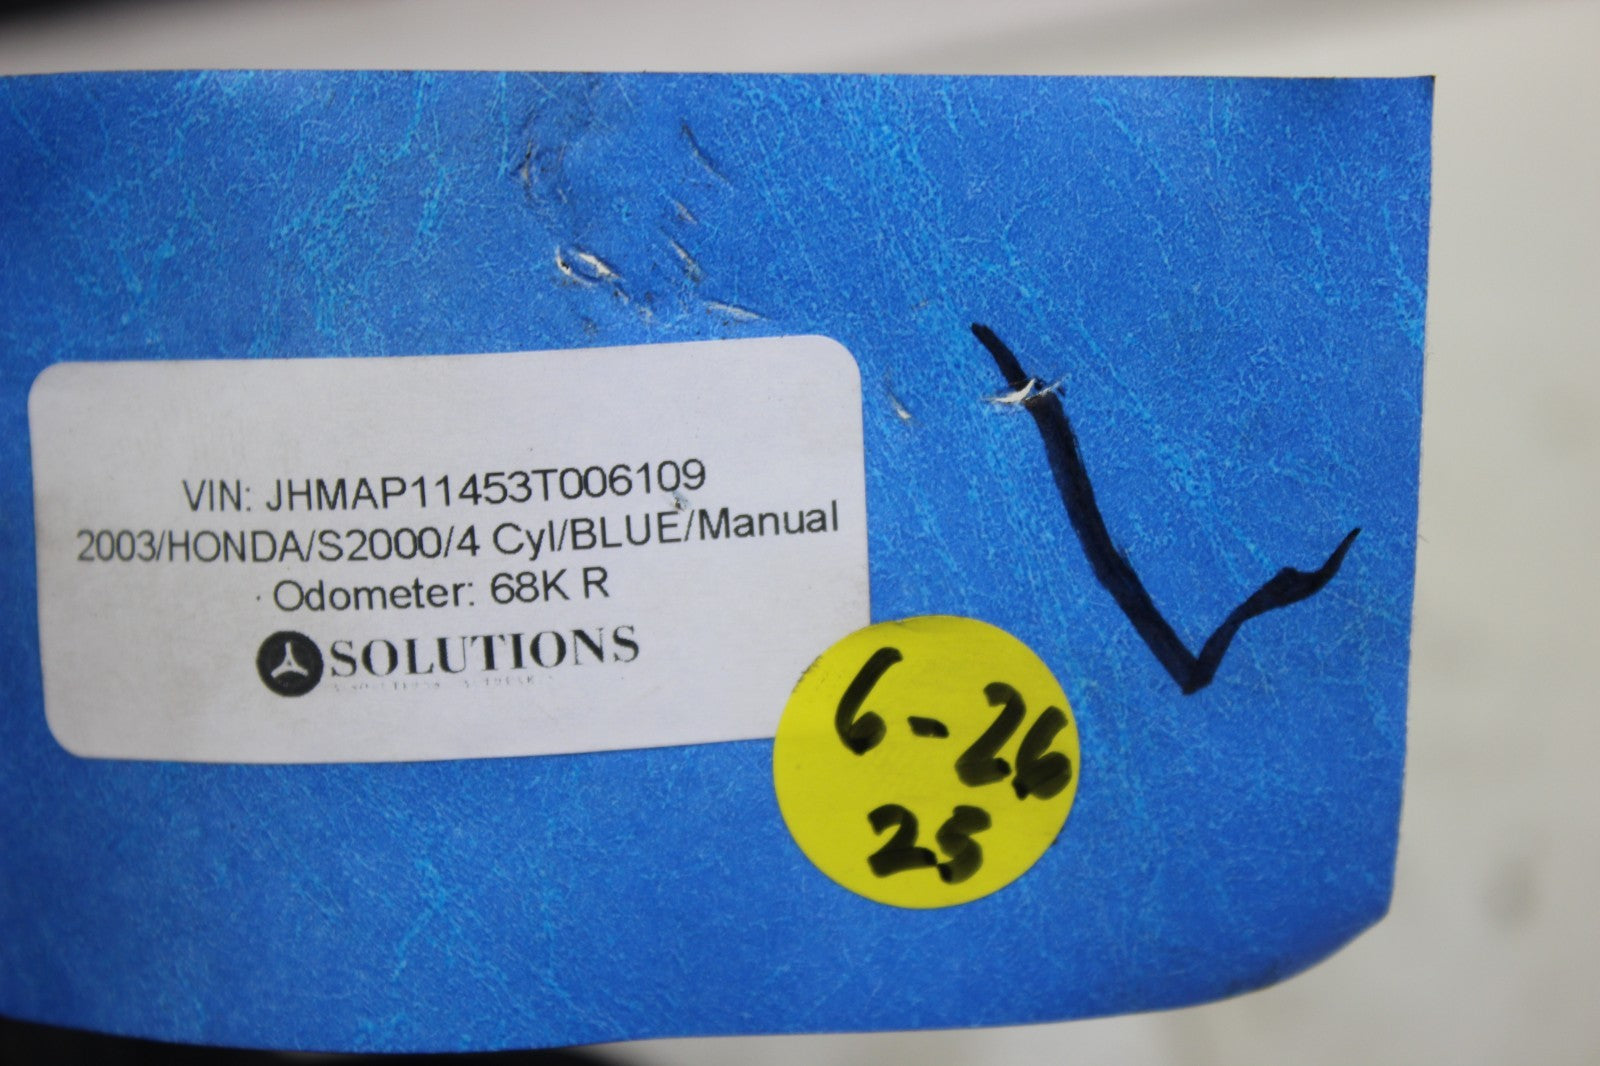 VIN: JHMAP11453T006109
2003/HONDA/S2000/4 Cyl/BLUE/Manual
Odometer: 68K R
SOLUTIONS
L
6-26
25